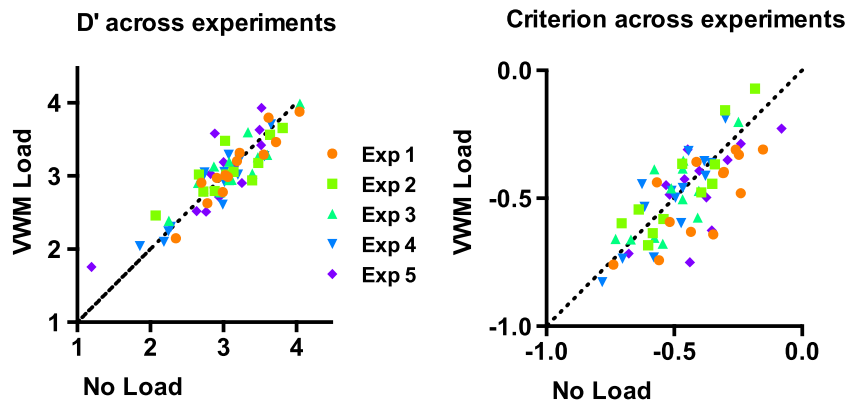 D' across experiments
4
3
2
1
1 2 3 4
VWM Load
No Load
Exp 1
Exp 2
Exp 3
Exp 4
Exp 5
Criterion across experiments
0.0
-0.5
-1.0
-1.0 -0.5 0.0
VWM Load
No Load